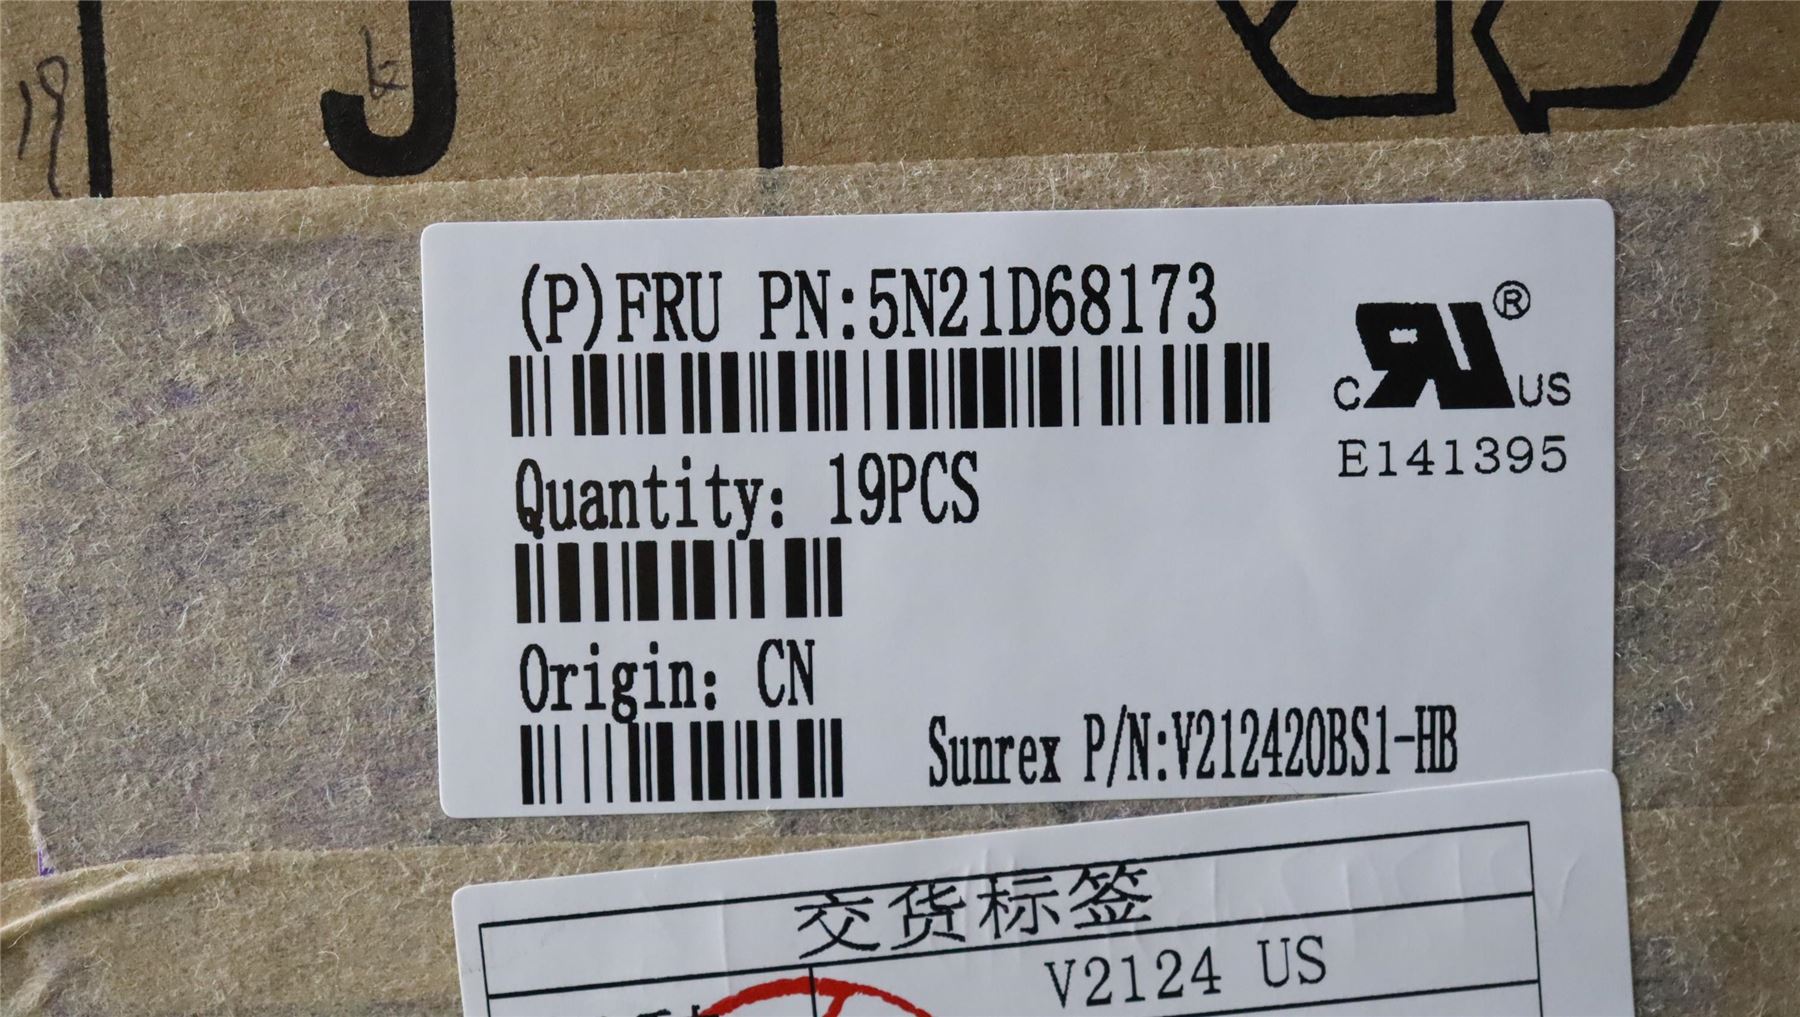 19
J
(P)FRU PN:5N21D68173
R
c RU US
E141395
Quantity: 19PCS
Origin: CN
Sunrex P/N:V212420BS1-HB
交货标签
V2124 US